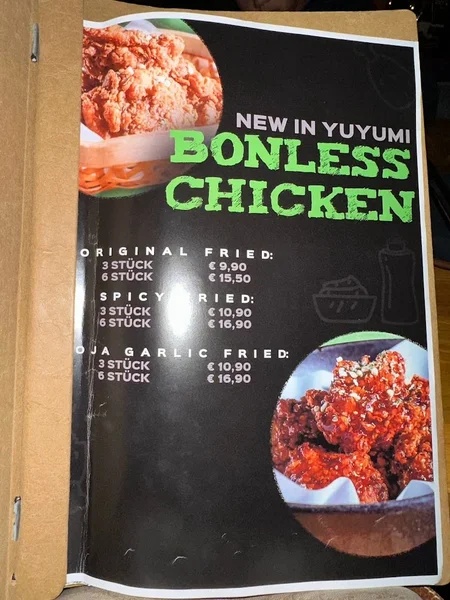 NEW IN YUYUMI
BONLESS
CHICKEN
ORIGINAL FRIED:
3 STÜCK € 9,90
6 STÜCK € 15,50
SPICY FRIED:
3 STÜCK € 10,90
6 STÜCK € 16,90
OJA GARLIC FRIED:
3 STÜCK € 10,90
6 STÜCK € 16,90